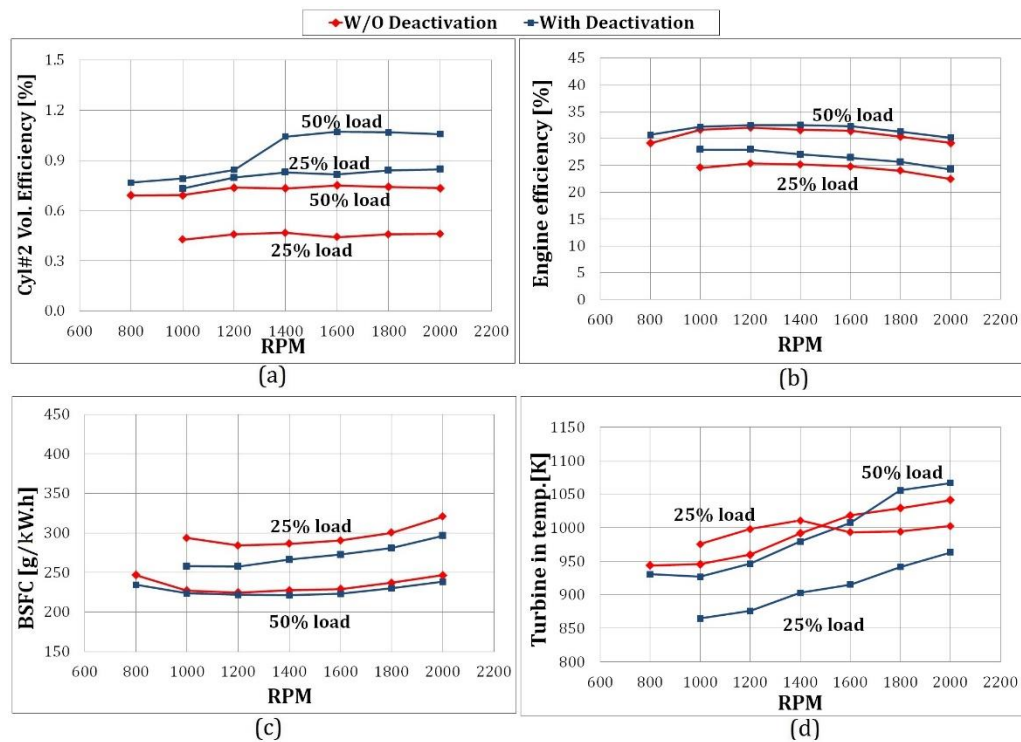 W/O Deactivation With Deactivation
Cyl#2 Vol. Efficiency [%]
1.5
1.2
0.9
0.6
0.3
0.0
50% load
25% load
50% load
25% load
600 800 1000 1200 1400 1600 1800 2000 2200
RPM
(a)
Engine efficiency [%]
45
40
35
30
25
20
15
10
5
0
50% load
25% load
600 800 1000 1200 1400 1600 1800 2000 2200
RPM
(b)
BSFC [g/kW.h]
450
400
350
300
250
200
150
25% load
50% load
600 800 1000 1200 1400 1600 1800 2000 2200
RPM
(c)
Turbine in temp.[K]
1150
1100
1050
1000
950
900
850
800
50% load
25% load
25% load
600 800 1000 1200 1400 1600 1800 2000 2200
RPM
(d)